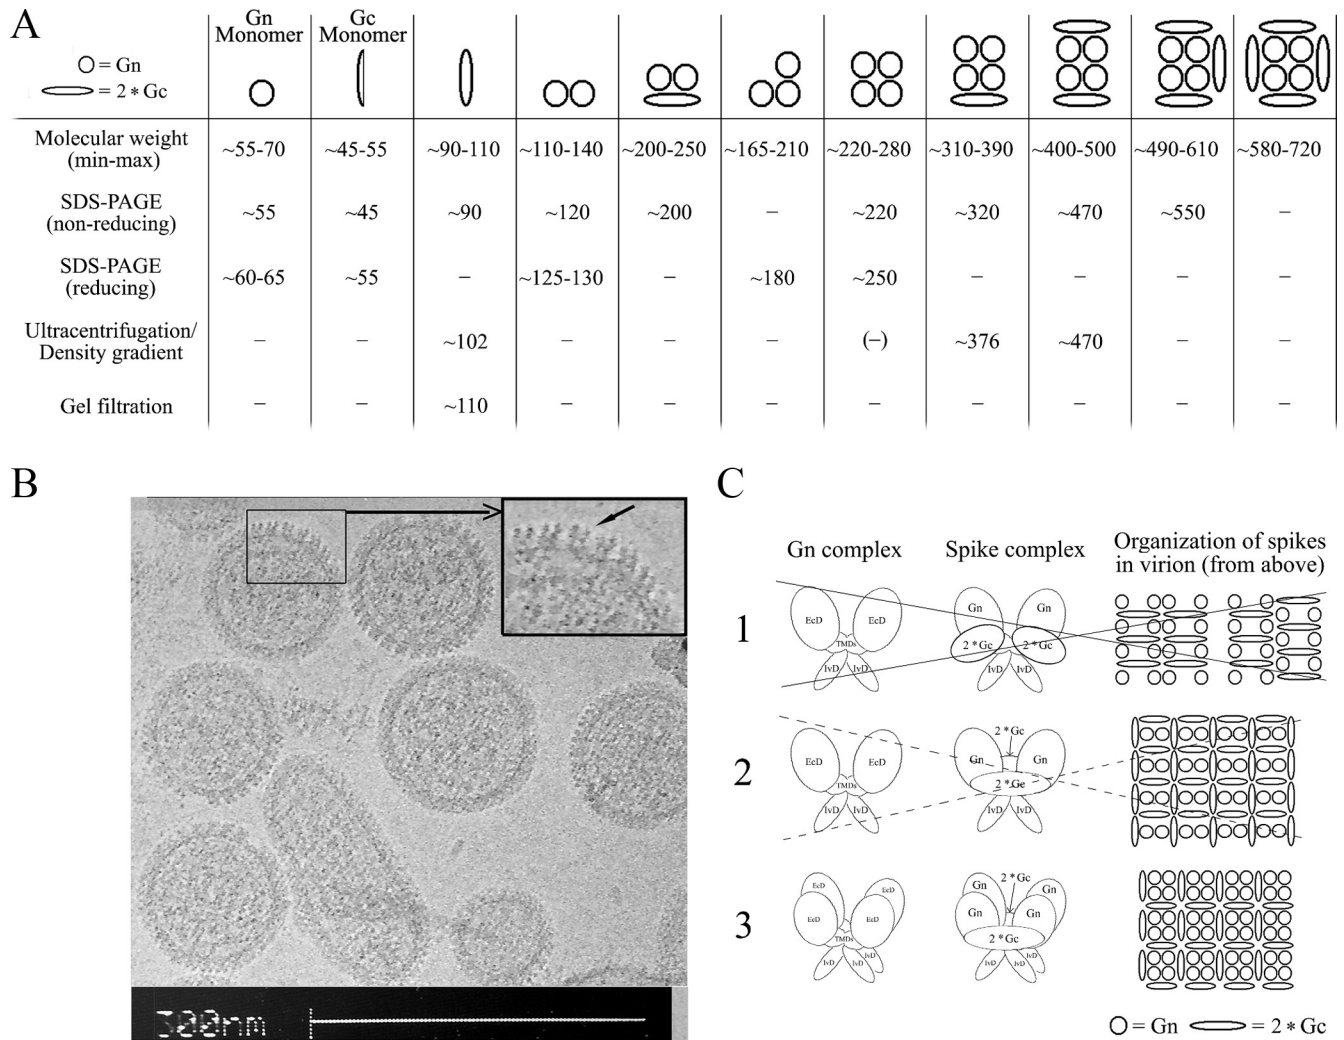 A
Gn Monomer
Gc Monomer
= Gn
= 2 * Gc
Molecular weight (min-max)
~55-70 ~45-55 ~90-110 ~110-140 ~200-250 ~165-210 ~220-280 ~310-390 ~400-500 ~490-610 ~580-720
SDS-PAGE (non-reducing)
~55 ~45 ~90 ~120 ~200 – ~220 ~320 ~470 ~550 –
SDS-PAGE (reducing)
~60-65 ~55 – ~125-130 – ~180 ~250 – – – –
Ultracentrifugation/ Density gradient
– – ~102 – – – (–) ~376 ~470 – –
Gel filtration
– – ~110 – – – – – – – –
B
300nm
C
Gn complex
Spike complex
Organization of spikes
in virion (from above)
1
EcD EcD
TMDs
IvD IvD
Gn Gn
2 * Gc 2 * Gc
IvD IvD
2
EcD EcD
TMDs
IvD IvD
2 * Gc
Gn Gn
2 * Gc
IvD IvD
3
EcD EcD
EcD EcD
TMDs
IvD IvD IvD
2 * Gc
Gn Gn
Gn Gn
2 * Gc
IvD IvD IvD
= Gn = 2 * Gc